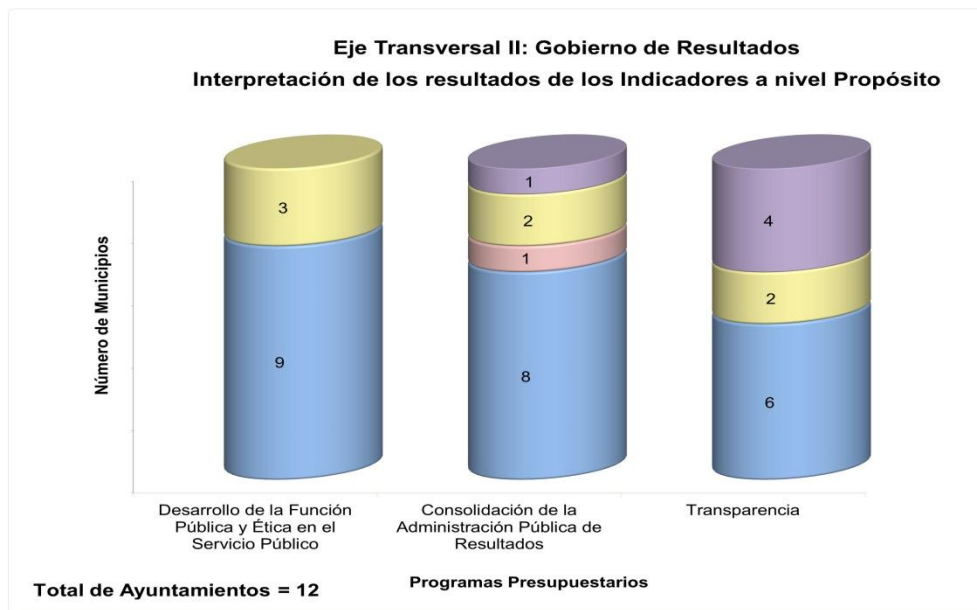 Eje Transversal II: Gobierno de Resultados
Interpretación de los resultados de los Indicadores a nivel Propósito
Número de Municipios
3
9
1
2
1
8
4
2
6
Desarrollo de la Función
Pública y Ética en el
Servicio Público
Consolidación de la
Administración Pública de
Resultados
Transparencia
Programas Presupuestarios
Total de Ayuntamientos = 12